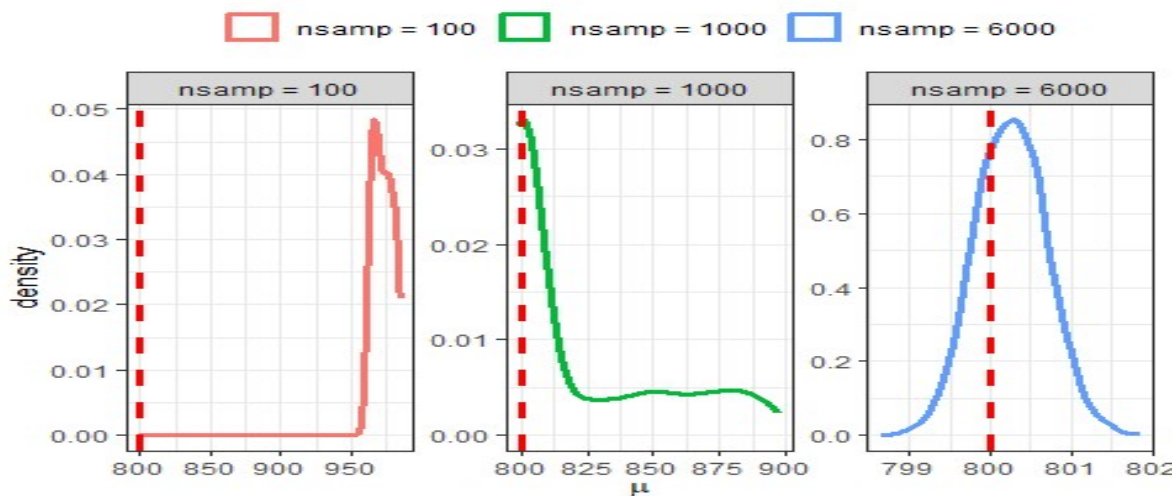 nsamp = 100 nsamp = 1000 nsamp = 6000
nsamp = 100 nsamp = 1000 nsamp = 6000
density
0.05
0.04
0.03
0.02
0.01
0.00
0.03
0.02
0.01
0.00
0.8
0.6
0.4
0.2
0.0
800 850 900 950
800 825 850 875 900
799 800 801 802
μ